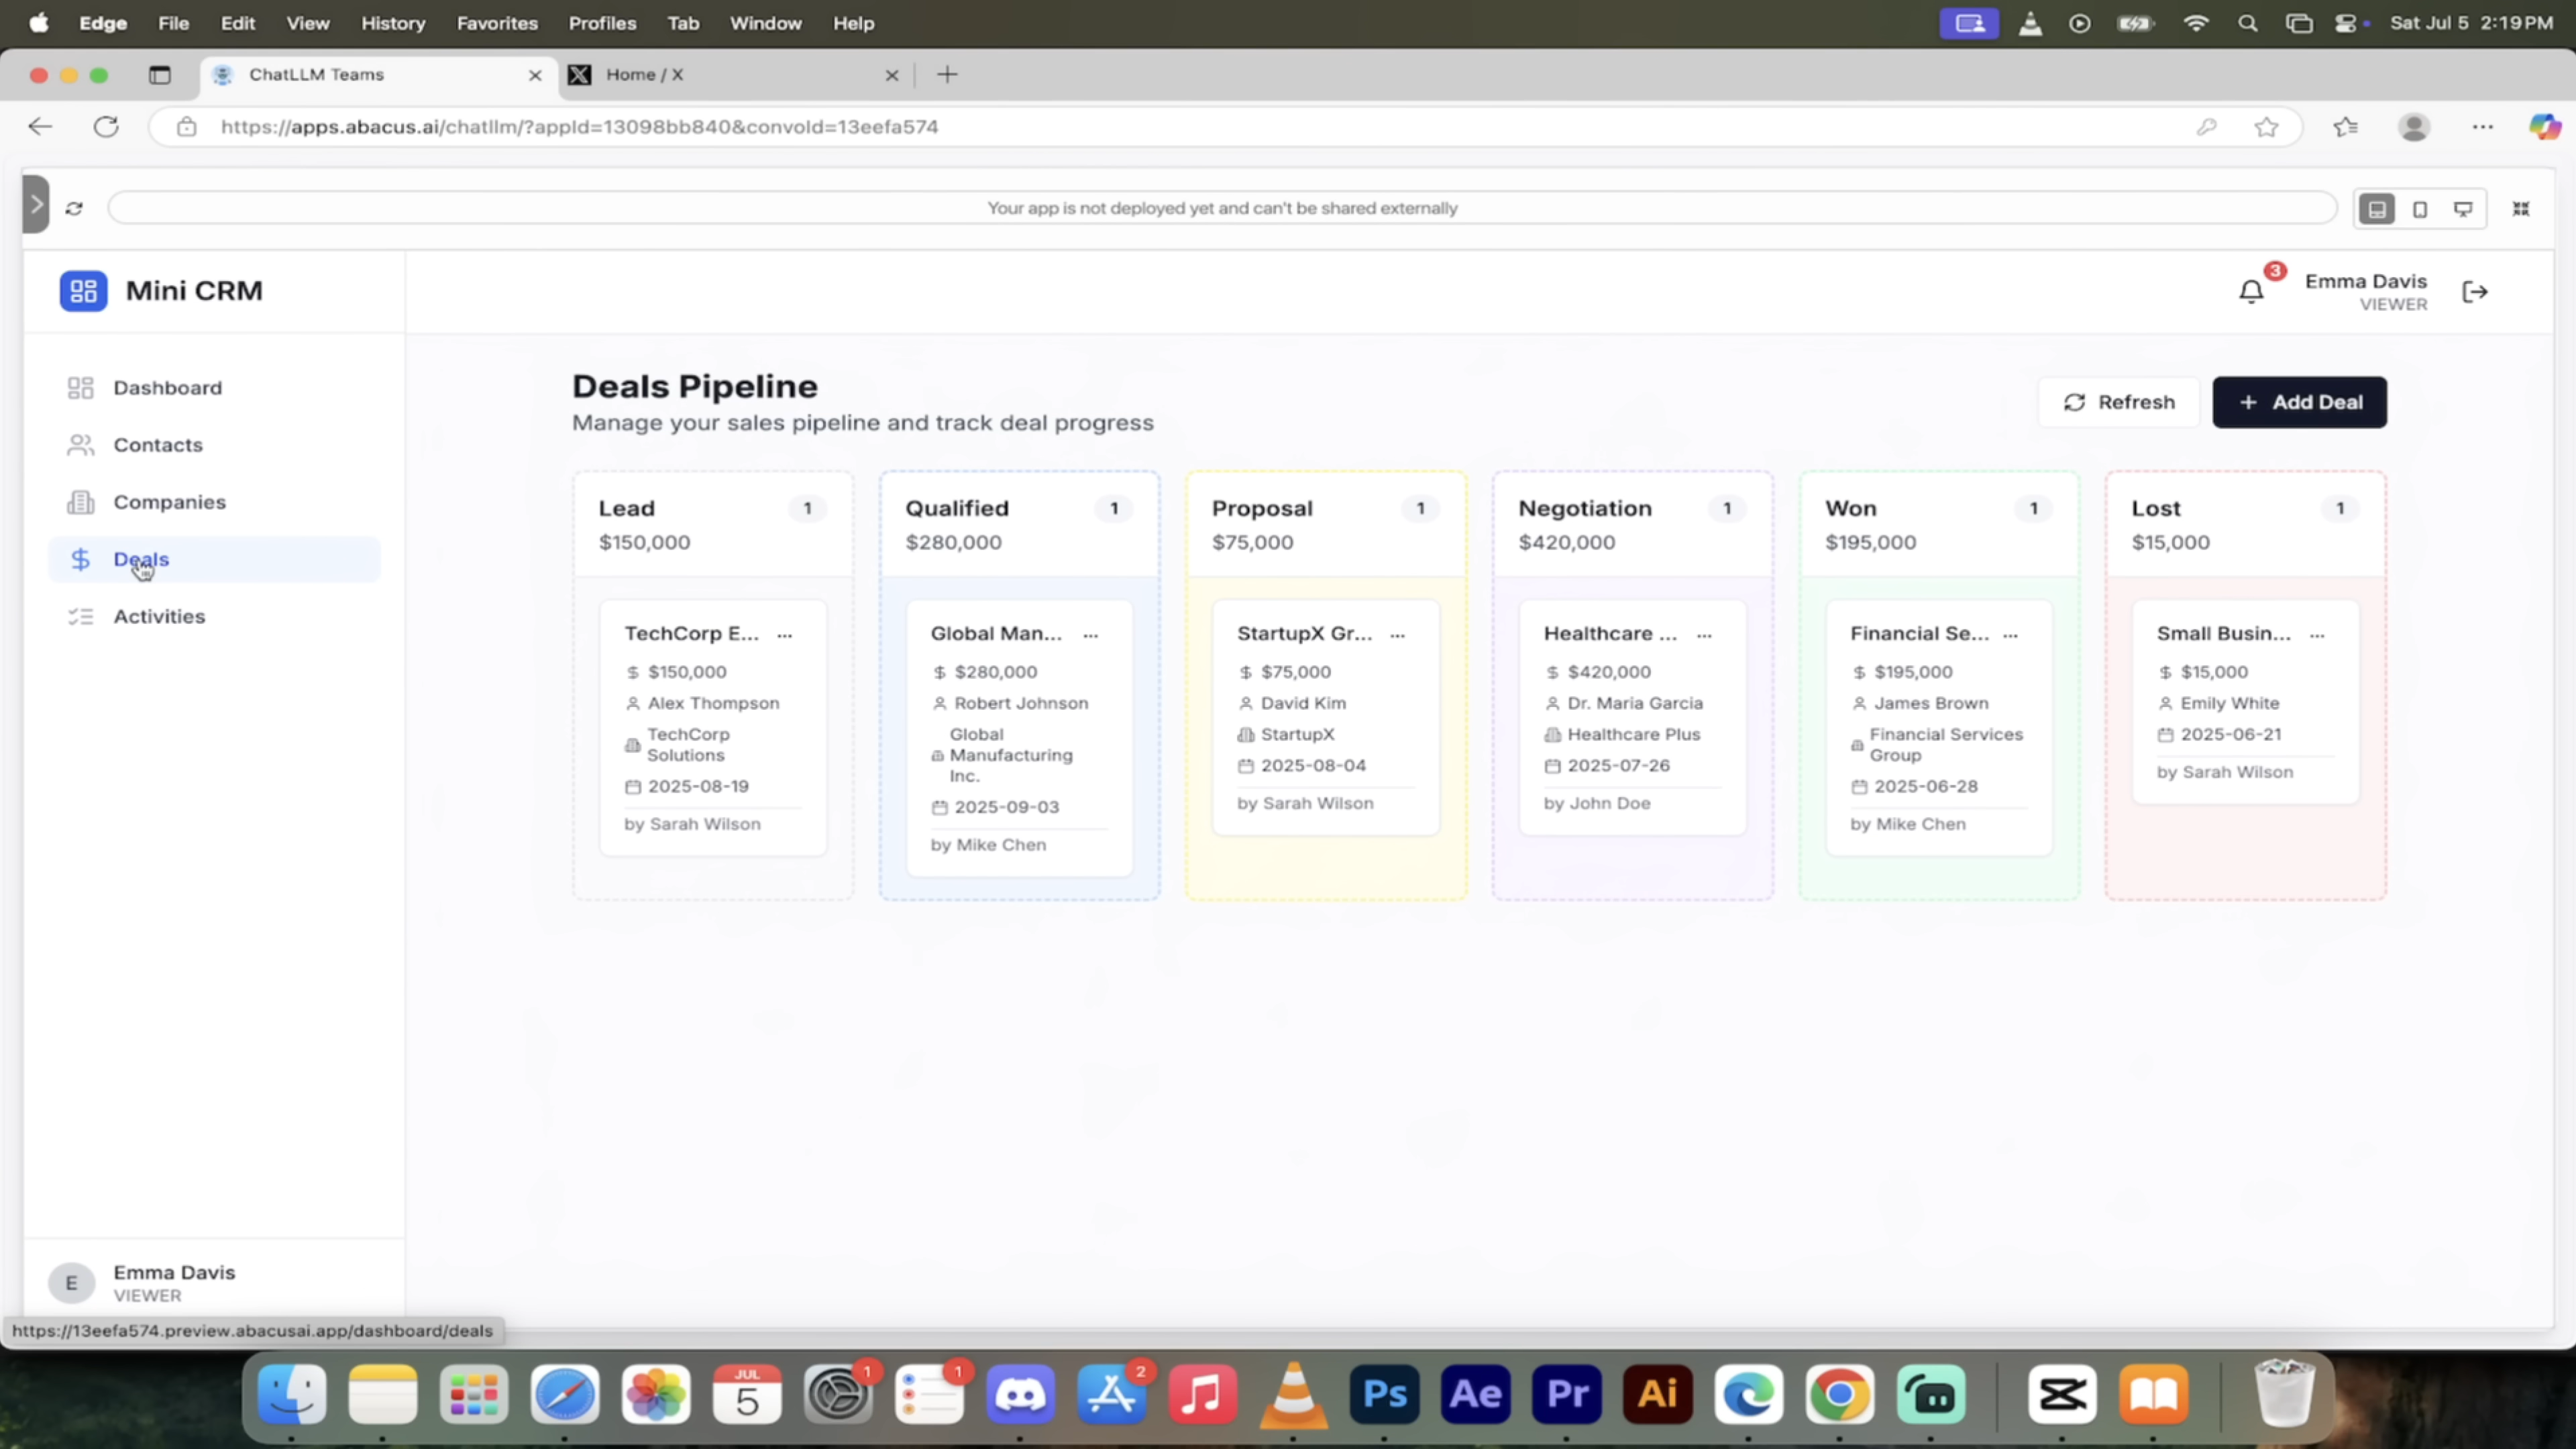 Edge File Edit View History Favorites Profiles Tab Window Help
Sat Jul 5 2:19 PM
ChatLLM Teams
Home / X
https://apps.abacus.ai/chatllm/?appId=13098bb840&convoId=13eefa574
Your app is not deployed yet and can't be shared externally
Mini CRM
3
Emma Davis
VIEWER
Dashboard
Contacts
Companies
Deals
Activities
Deals Pipeline
Manage your sales pipeline and track deal progress
Refresh
+ Add Deal
Lead 1
$150,000
TechCorp E... ...
$ $150,000
Alex Thompson
TechCorp
Solutions
2025-08-19
by Sarah Wilson
Qualified 1
$280,000
Global Man... ...
$ $280,000
Robert Johnson
Global
Manufacturing
Inc.
2025-09-03
by Mike Chen
Proposal 1
$75,000
StartupX Gr... ...
$ $75,000
David Kim
StartupX
2025-08-04
by Sarah Wilson
Negotiation 1
$420,000
Healthcare ... ...
$ $420,000
Dr. Maria Garcia
Healthcare Plus
2025-07-26
by John Doe
Won 1
$195,000
Financial Se... ...
$ $195,000
James Brown
Financial Services
Group
2025-06-28
by Mike Chen
Lost 1
$15,000
Small Busin... ...
$ $15,000
Emily White
2025-06-21
by Sarah Wilson
E
Emma Davis
VIEWER
https://13eefa574.preview.abacusai.app/dashboard/deals
JUL
5
1
1
2
Ps
Ae
Pr
Ai